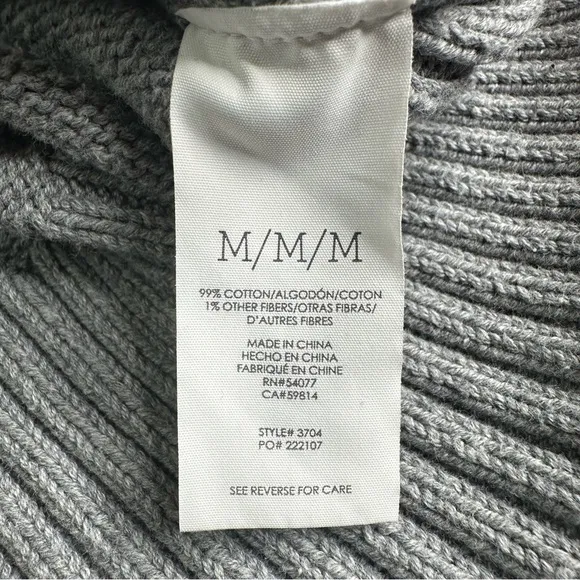 M/M/M
99% COTTON/ALGODÓN/COTON
1% OTHER FIBERS/OTRAS FIBRAS/
D'AUTRES FIBRES
MADE IN CHINA
HECHO EN CHINA
FABRIQUÉ EN CHINE
RN#54077
CA#59814
STYLE# 3704
PO# 222107
SEE REVERSE FOR CARE